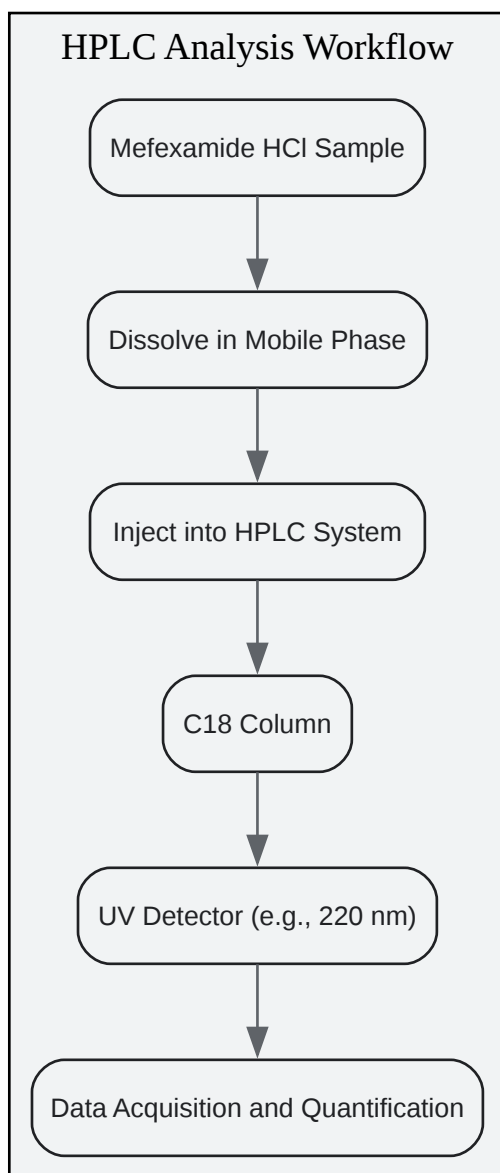 HPLC Analysis Workflow
Mefexamide HCl Sample
Dissolve in Mobile Phase
Inject into HPLC System
C18 Column
UV Detector (e.g., 220 nm)
Data Acquisition and Quantification